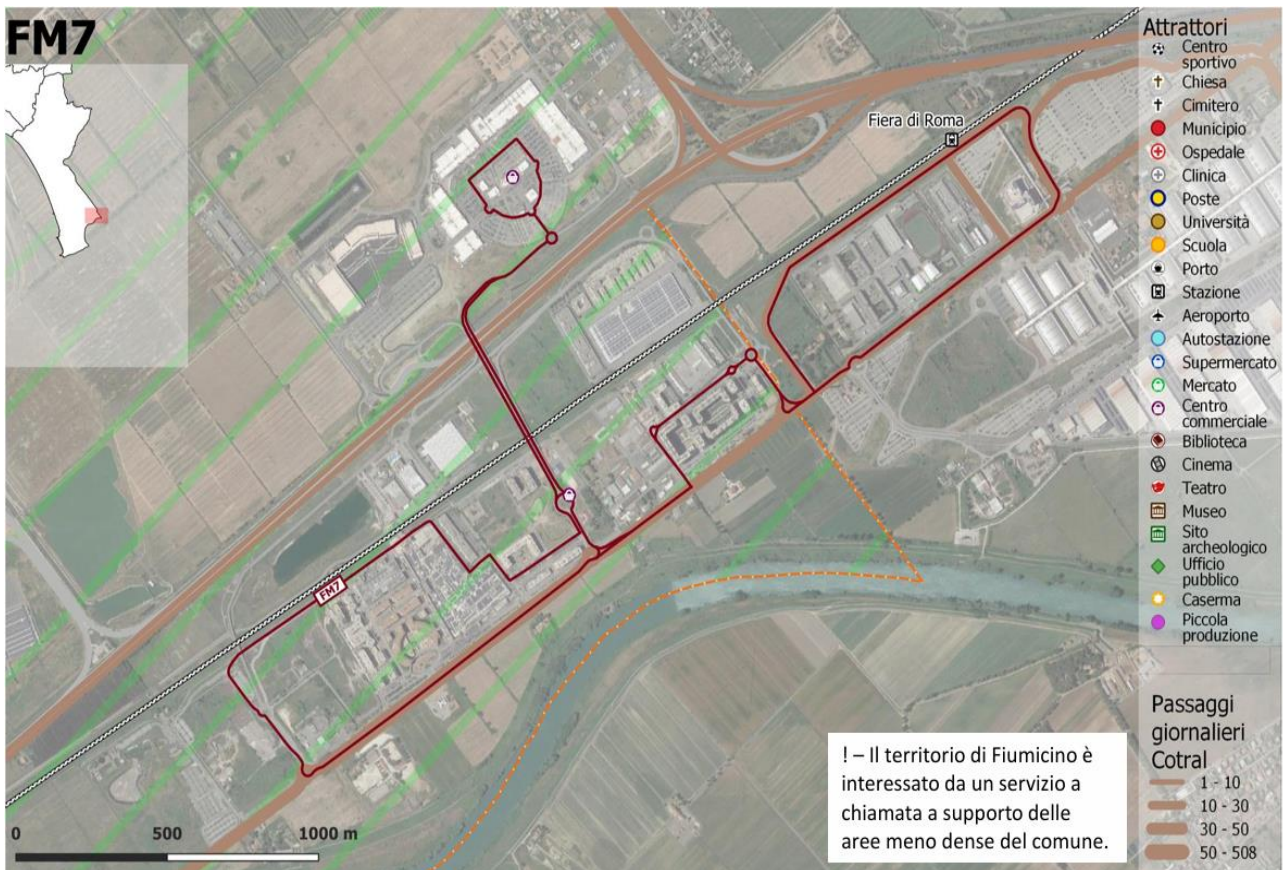 FM7
Attrattori
Centro
sportivo
Chiesa
Cimitero
Municipio
Ospedale
Clinica
Poste
Università
Scuola
Porto
Stazione
Aeroporto
Autostazione
Supermercato
Mercato
Centro
commerciale
Biblioteca
Cinema
Teatro
Museo
Sito
archeologico
Ufficio
pubblico
Caserma
Piccola
produzione
Passaggi
giornalieri
Cotral
1 - 10
10 - 30
30 - 50
50 - 508
Fiera di Roma
FM7
! – Il territorio di Fiumicino è
interessato da un servizio a
chiamata a supporto delle
aree meno dense del comune.
0 500 1000 m